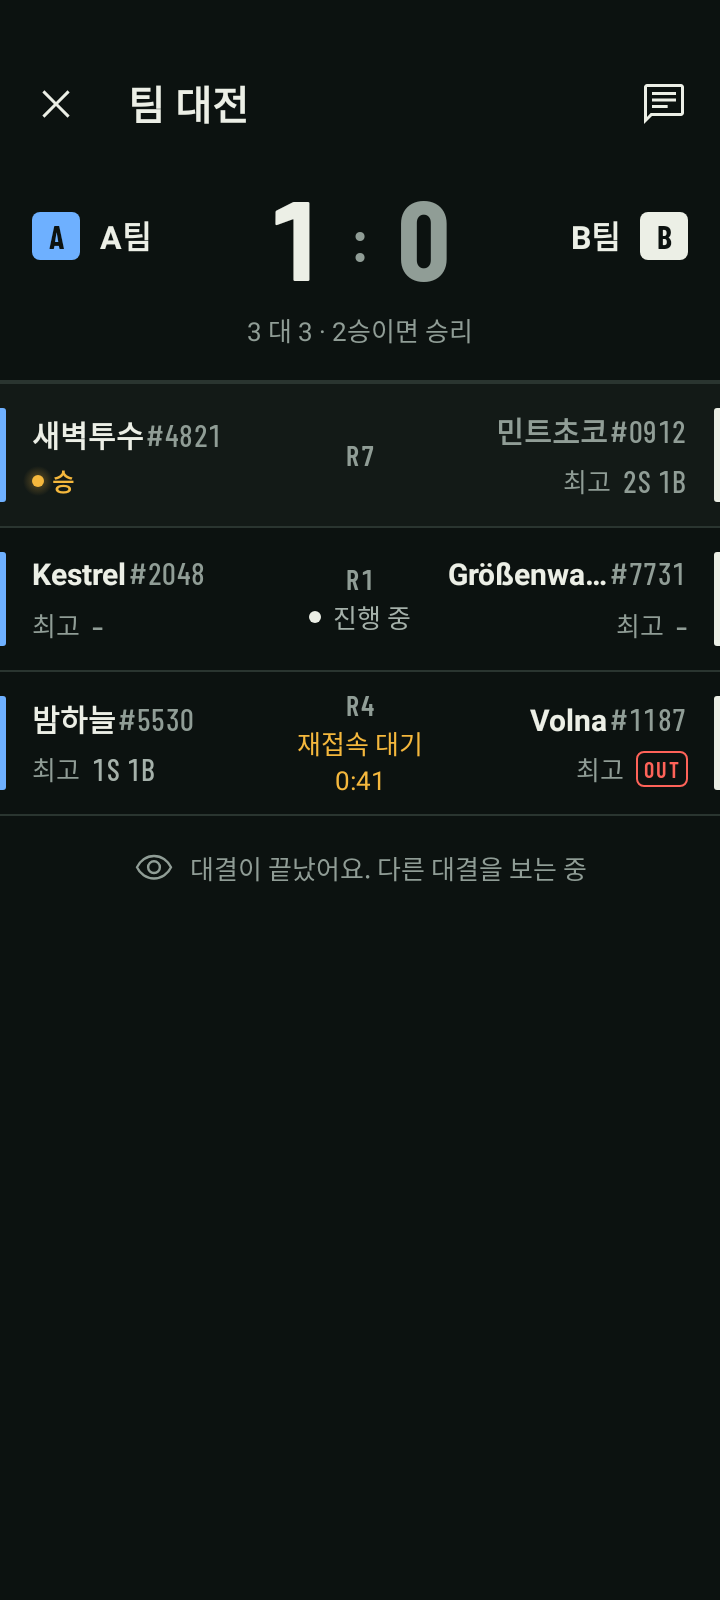 팀 대전
A A팀 1 : 0 B팀 B
3 대 3 · 2승이면 승리
새벽투수#4821 R7 민트초코#0912
승 최고 2S 1B
Kestrel#2048 R1 Größenwa...#7731
최고 - 진행 중 최고 -
밤하늘#5530 R4 Volna#1187
최고 1S 1B 재접속 대기 최고 OUT
0:41
대결이 끝났어요. 다른 대결을 보는 중